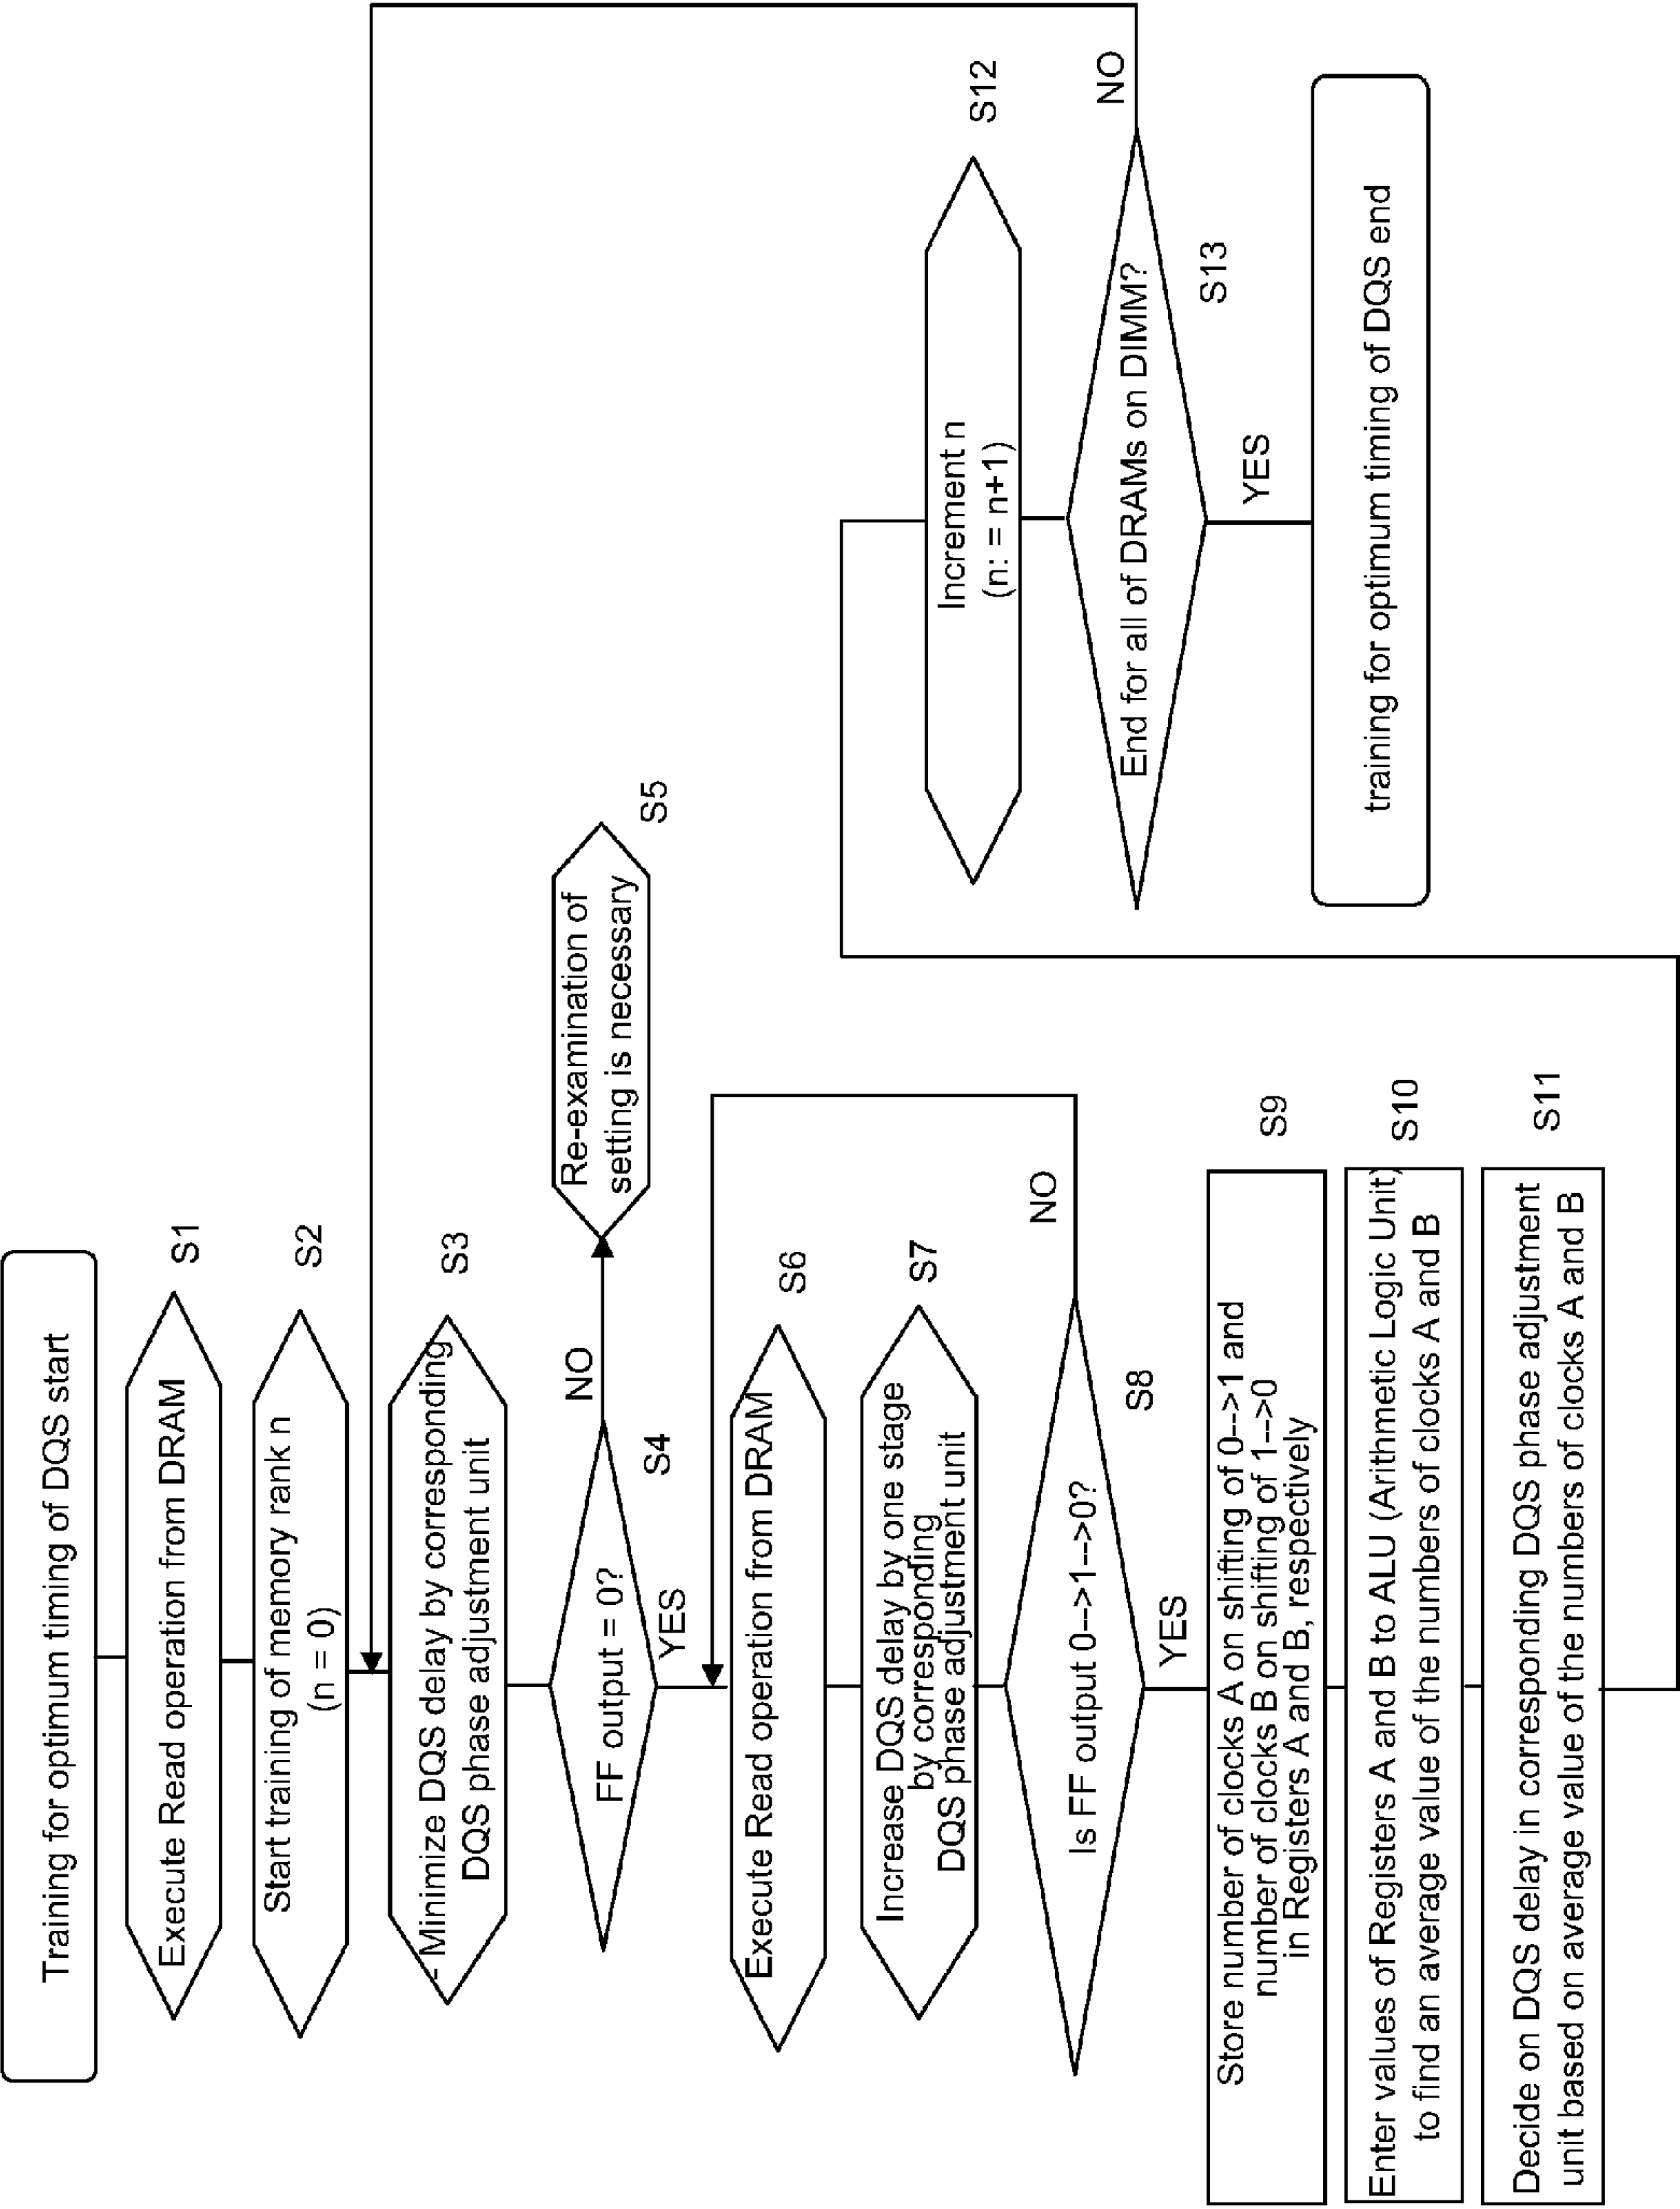 Training for optimum timing of DQS start
Execute Read operation from DRAM
S1
Start training of memory rank n
(n = 0)
S2
- Minimize DQS delay by corresponding
DQS phase adjustment unit
S3
FF output = 0?
S4
NO
YES
Re-examination of
setting is necessary
S5
Execute Read operation from DRAM
S6
Increase DQS delay by one stage
by corresponding
DQS phase adjustment unit
S7
Is FF output 0-->1-->0?
S8
NO
YES
Store number of clocks A on shifting of 0-->1 and
number of clocks B on shifting of 1-->0
in Registers A and B, respectively
S9
Enter values of Registers A and B to ALU (Arithmetic Logic Unit)
to find an average value of the numbers of clocks A and B
S10
Decide on DQS delay in corresponding DQS phase adjustment
unit based on average value of the numbers of clocks A and B
S11
Increment n
(n: = n+1)
S12
End for all of DRAMs on DIMM?
S13
NO
YES
training for optimum timing of DQS end